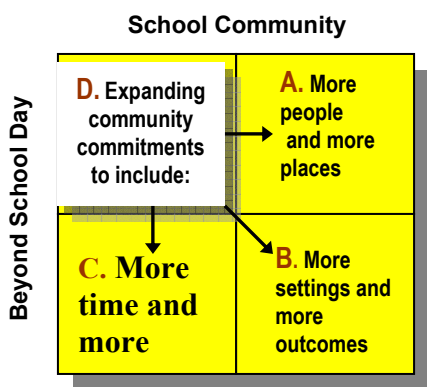 School Community
Beyond School Day
D. Expanding
community
commitments
to include:
A. More
people
and more
places
C. More
time and
more
B. More
settings and
more
outcomes